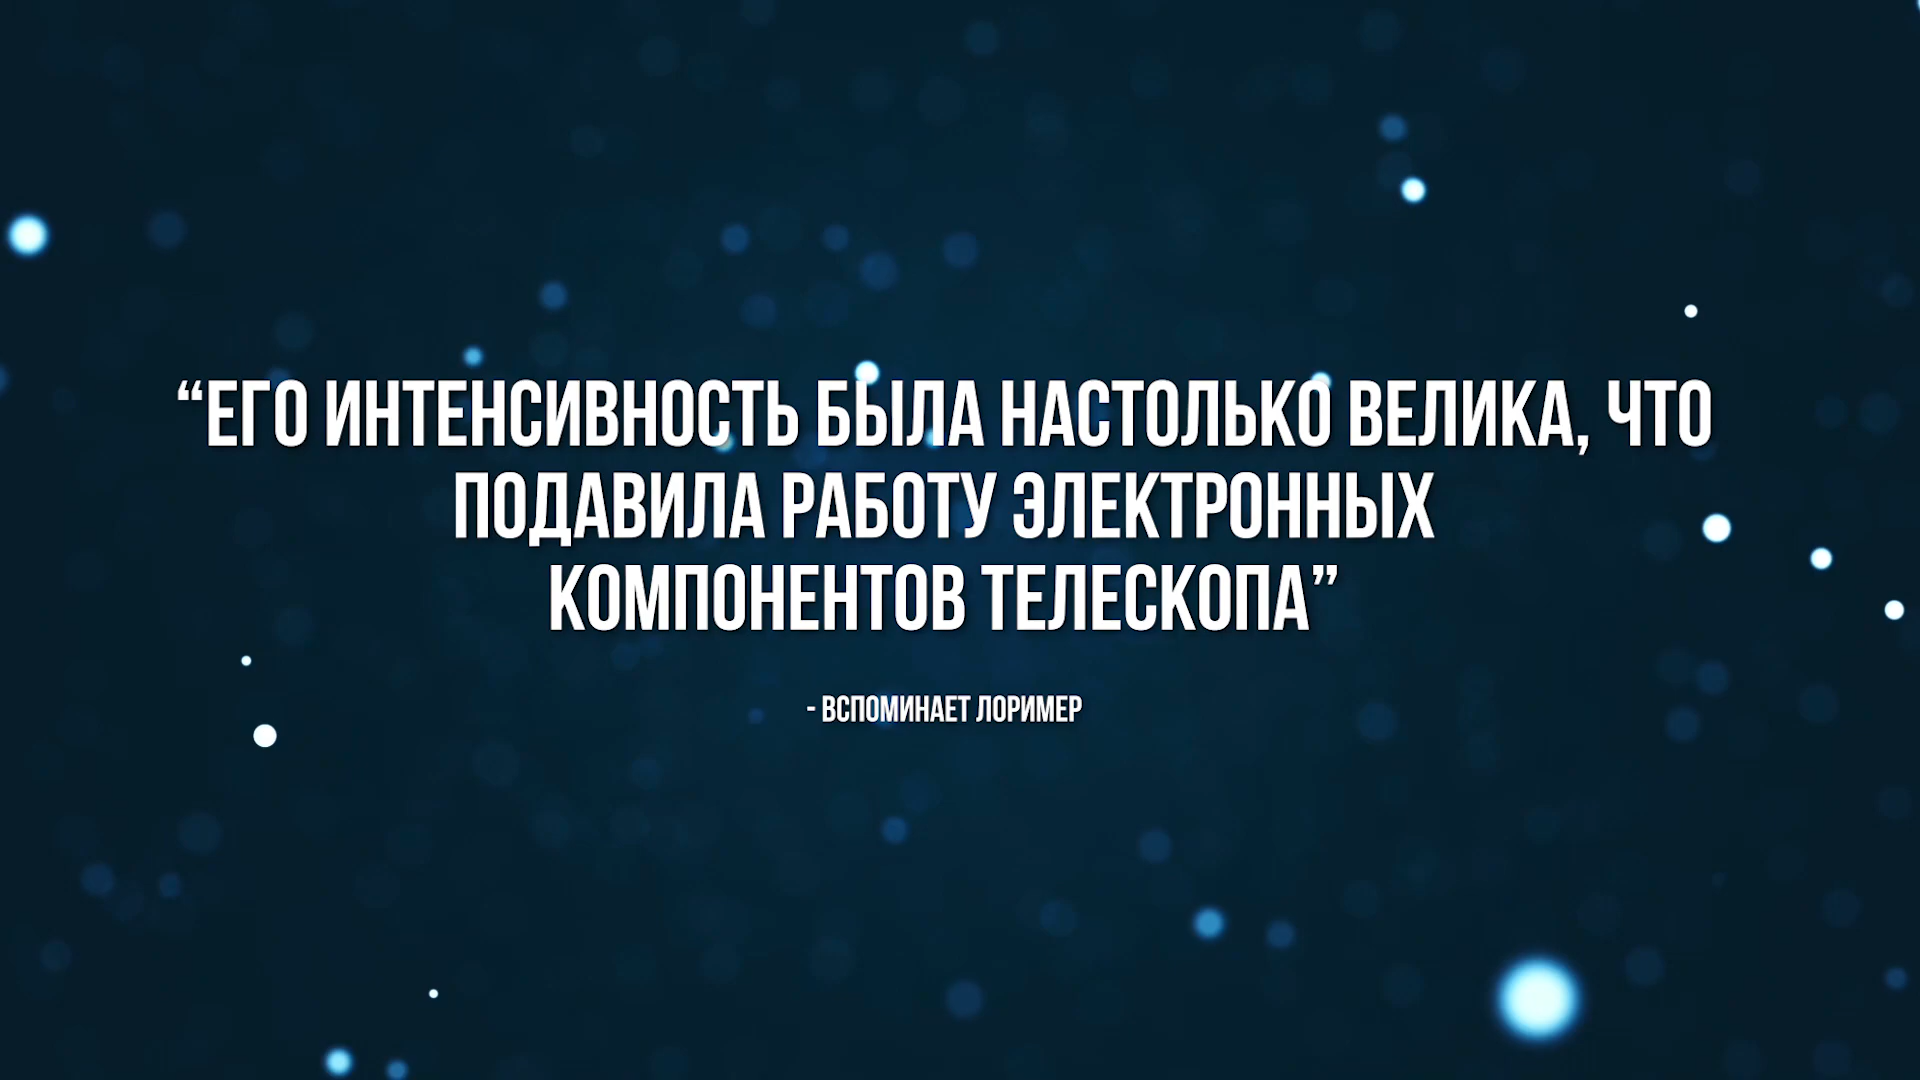 “ЕГО ИНТЕНСИВНОСТЬ БЫЛА НАСТОЛЬКО ВЕЛИКА, ЧТО
ПОДАВИЛА РАБОТУ ЭЛЕКТРОННЫХ
КОМПОНЕНТОВ ТЕЛЕСКОПА”
- ВСПОМИНАЕТ ЛОРИМЕР